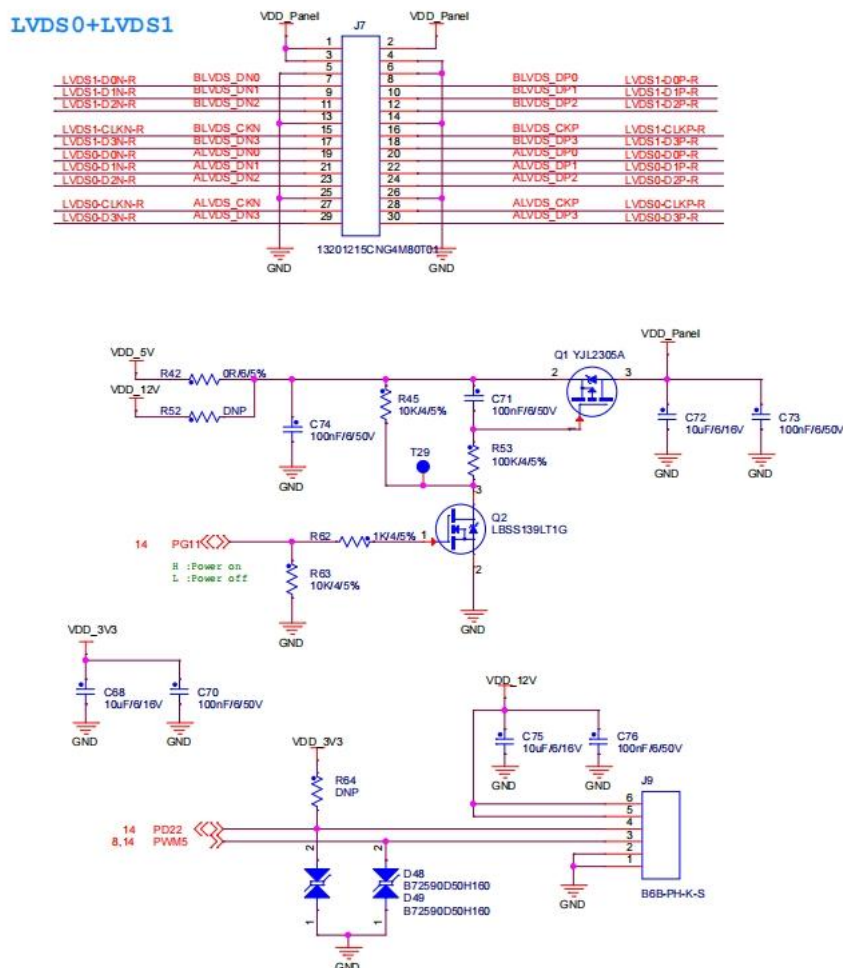 LVDS0+LVDS1
VDD_Panel J7 VDD_Panel
1 2
3 4
5 6
LVDS1-D0N-R BLVDS_DN0 7 8 BLVDS_DP0 LVDS1-D0P-R
LVDS1-D1N-R BLVDS_DN1 9 10 BLVDS_DP1 LVDS1-D1P-R
LVDS1-D2N-R BLVDS_DN2 11 12 BLVDS_DP2 LVDS1-D2P-R
13 14
LVDS1-CLKN-R BLVDS_CKN 15 16 BLVDS_CKP LVDS1-CLKP-R
LVDS1-D3N-R BLVDS_DN3 17 18 BLVDS_DP3 LVDS1-D3P-R
LVDS0-D0N-R ALVDS_DN0 19 20 ALVDS_DP0 LVDS0-D0P-R
LVDS0-D1N-R ALVDS_DN1 21 22 ALVDS_DP1 LVDS0-D1P-R
LVDS0-D2N-R ALVDS_DN2 23 24 ALVDS_DP2 LVDS0-D2P-R
25 26
LVDS0-CLKN-R ALVDS_CKN 27 28 ALVDS_CKP LVDS0-CLKP-R
LVDS0-D3N-R ALVDS_DN3 29 30 ALVDS_DP3 LVDS0-D3P-R
13201215CNG4M80T01
GND GND
VDD_Panel
VDD_5V Q1 YJL2305A
R42 0R/6/5% 2 3
VDD_12V
R52 DNP
R45
10K/4/5%
C71
100nF/6/50V
C72
10uF/6/16V
C73
100nF/6/50V
C74
100nF/6/50V
1
R53
100K/4/5%
T29
GND GND GND
3
Q2
LBSS139LT1G
14 PG11 R62 1K/4/5% 1
H :Power on
L :Power off
R63
10K/4/5%
2
GND GND
VDD_3V3
C68
10uF/6/16V
C70
100nF/6/50V
GND GND
VDD_12V
C75
10uF/6/16V
C76
100nF/6/50V
GND GND
VDD_3V3
R64
DNP
J9
6
5
14 PD22 4
8,14 PWM5 3
2
1
2 2
D48
B72590D50H160
D49
B72590D50H160
1 1
GND
B6B-PH-K-S
GND